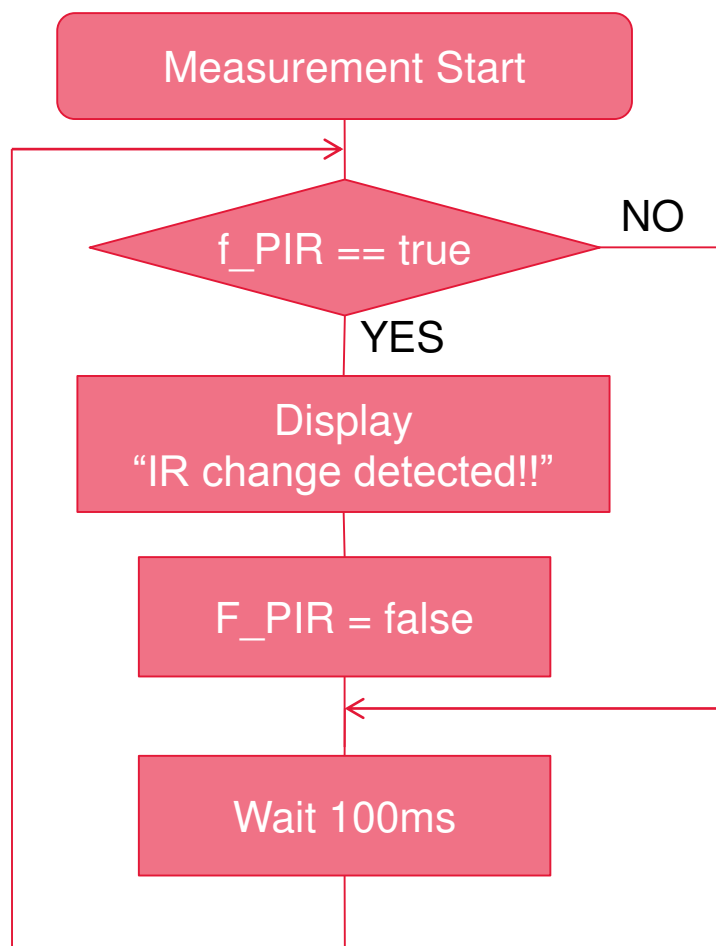 Measurement Start
f_PIR == true
NO
YES
Display
“IR change detected!!”
F_PIR = false
Wait 100ms